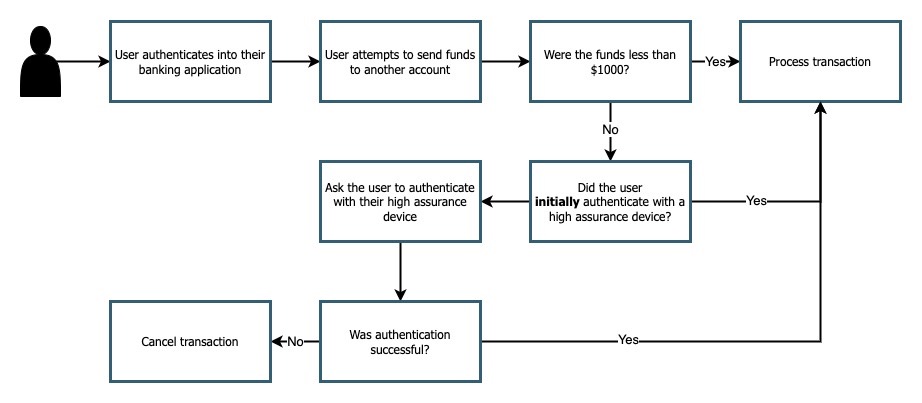 User authenticates into their
banking application
User attempts to send funds
to another account
Were the funds less than
$1000?
Yes
Process transaction
No
Ask the user to authenticate
with their high assurance
device
Did the user
initially authenticate with a
high assurance device?
Yes
Cancel transaction
No
Was authentication
successful?
Yes